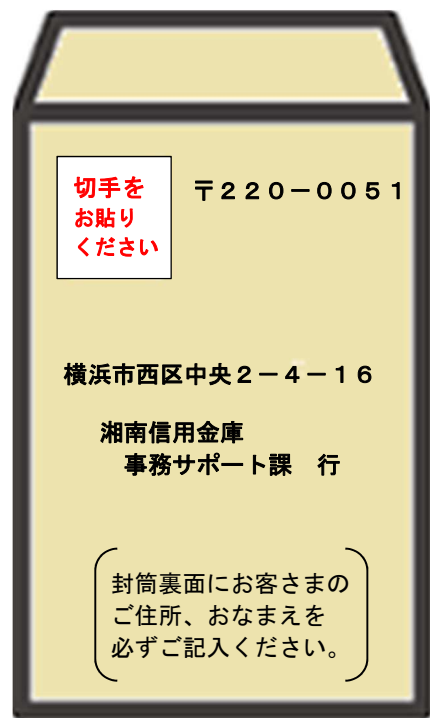 切手を
お貼り
ください
〒２２０－００５１
横浜市西区中央２－４－１６
湘南信用金庫
事務サポート課　行
封筒裏面にお客さまの
ご住所、おなまえを
必ずご記入ください。